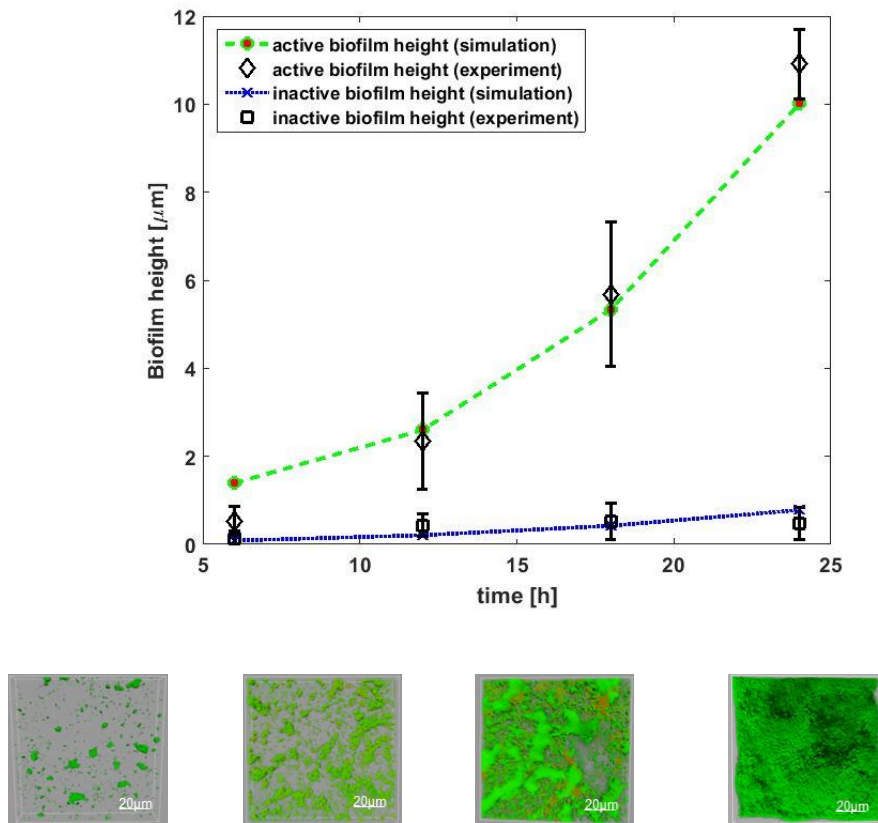 12
active biofilm height (simulation)
active biofilm height (experiment)
inactive biofilm height (simulation)
inactive biofilm height (experiment)
10
8
6
4
2
0
Biofilm height [μm]
5
10
15
20
25
time [h]
20μm
20μm
20μm
20μm